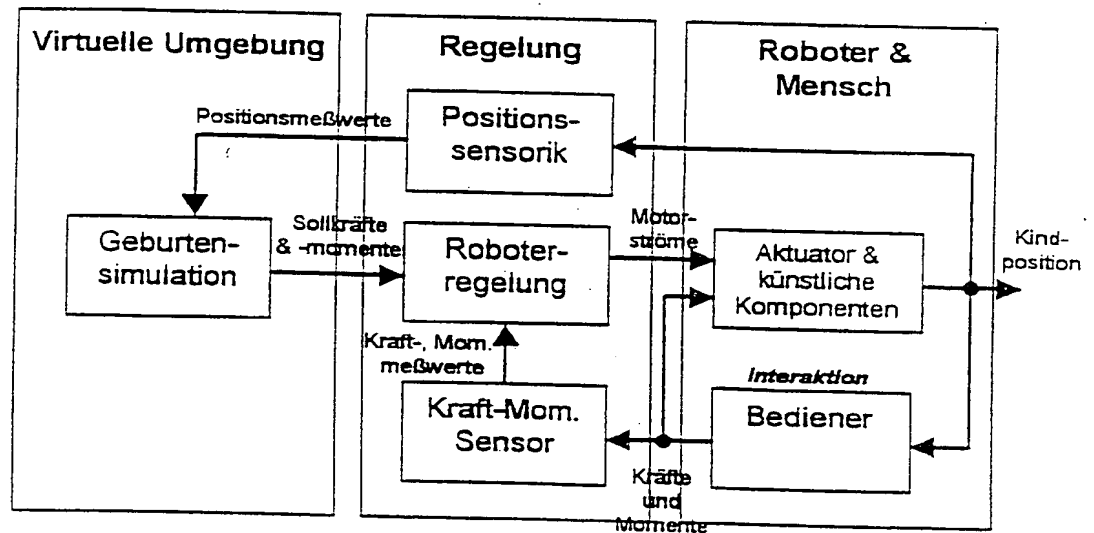 Virtuelle Umgebung
Regelung
Roboter &
Mensch
Positionsmeßwerte
Positions-
sensorik
Geburten-
simulation
Sollkräfte
& -momente
Roboter-
regelung
Motor-
ströme
Aktuator &
künstliche
Komponenten
Kind-
position
Kraft-, Mom.
meßwerte
Kraft-Mom.
Sensor
Interaktion
Bediener
Kräfte
und
Momente